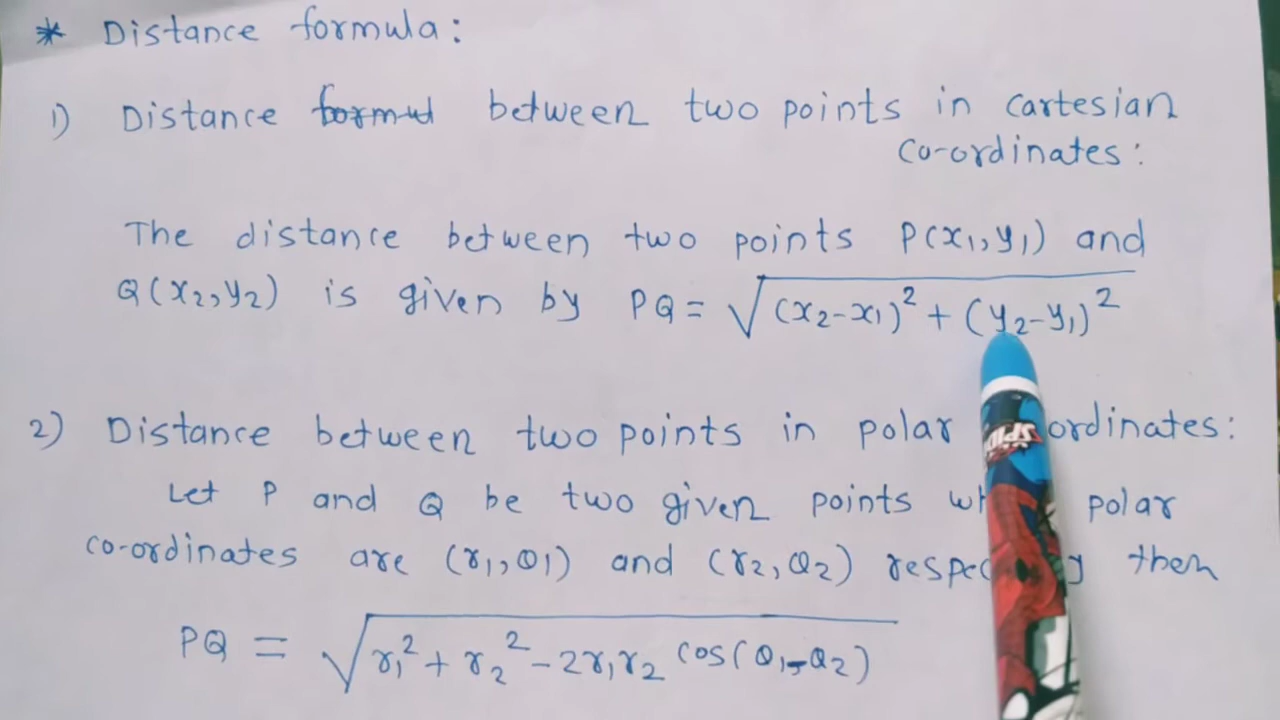 * Distance formula:
1) Distance formul between two points in cartesian
co-ordinates:
The distance between two points P(x₁,y₁) and
Q(x₂,y₂) is given by PQ = √(x₂-x₁)² + (y₂-y₁)²
2) Distance between two points in polar ordinates:
Let P and Q be two given points polar
co-ordinates are (r₁,θ1) and (r₂,θ₂) then
PQ = √r₁² + r₂² - 2r₁r₂ cos(θ₁-θ₂)